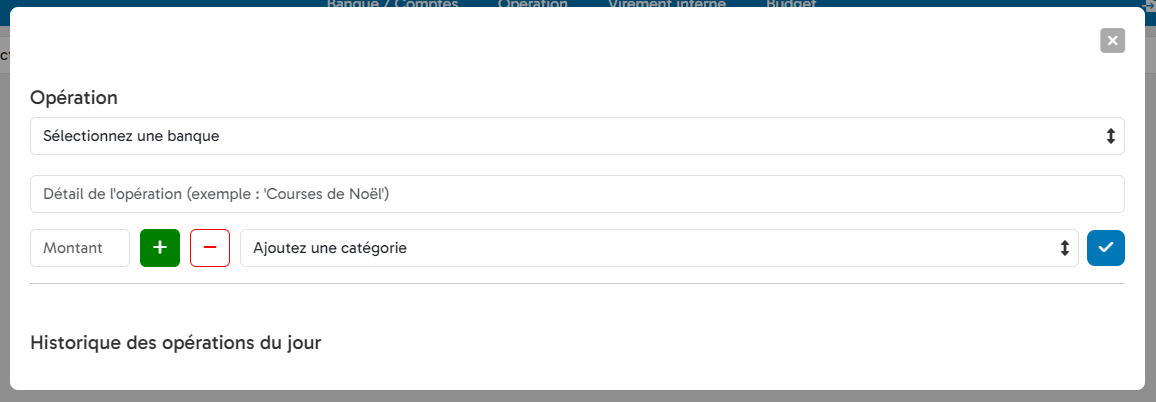 Banque / Comptes Opération Virement interne Budget
Opération
Sélectionnez une banque
Détail de l'opération (exemple : 'Courses de Noël')
Montant + − Ajoutez une catégorie
Historique des opérations du jour